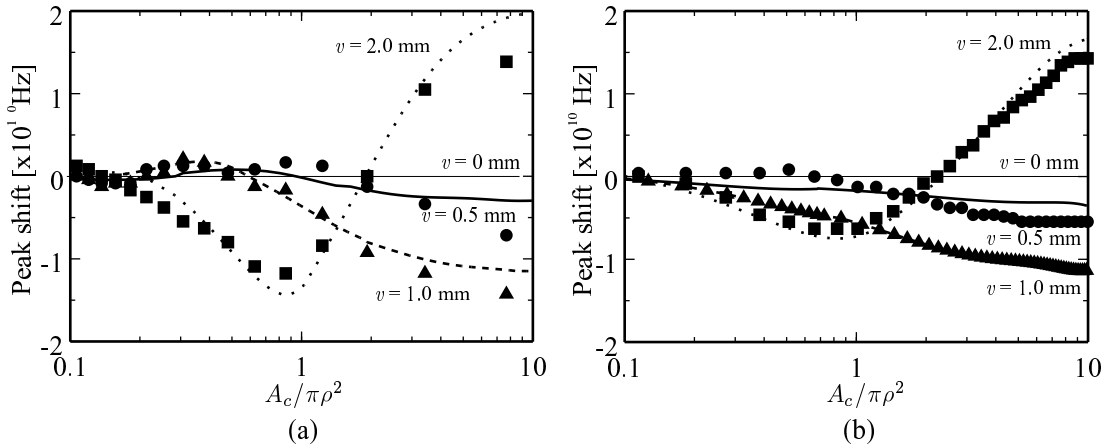 2
1
0
-1
-2
0.1
1
10
Peak shift [x10¹⁰Hz]
v = 2.0 mm
v = 0 mm
v = 0.5 mm
v = 1.0 mm
A_c/πρ²
(a)
2
1
0
-1
-2
0.1
1
10
Peak shift [x10¹⁰ Hz]
v = 2.0 mm
v = 0 mm
v = 0.5 mm
v = 1.0 mm
A_c/πρ²
(b)